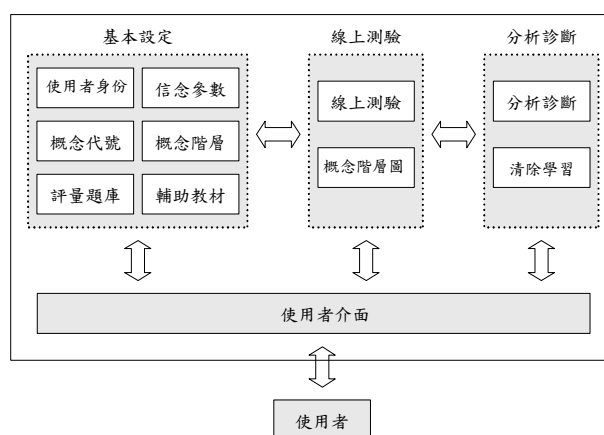 基本設定
線上測驗
分析診斷
使用者身份
信念參數
線上測驗
分析診斷
概念代號
概念階層
概念階層圖
清除學習
評量題庫
輔助教材
使用者介面
使用者